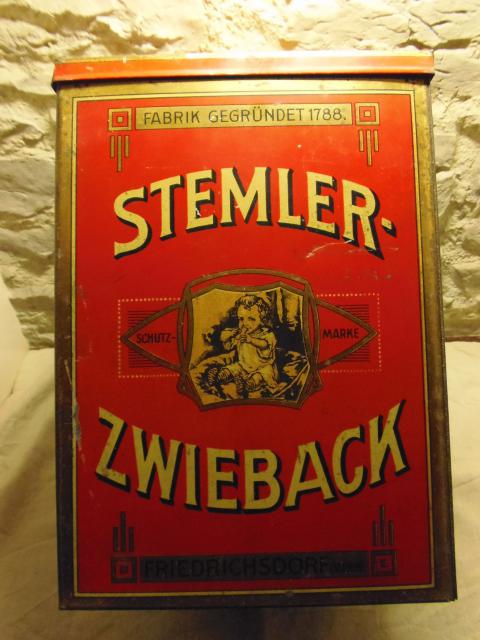 FABRIK GEGRÜNDET 1788.
STEMLER-
SCHUTZ- MARKE
ZWIEBACK
FRIEDRICHSDORF